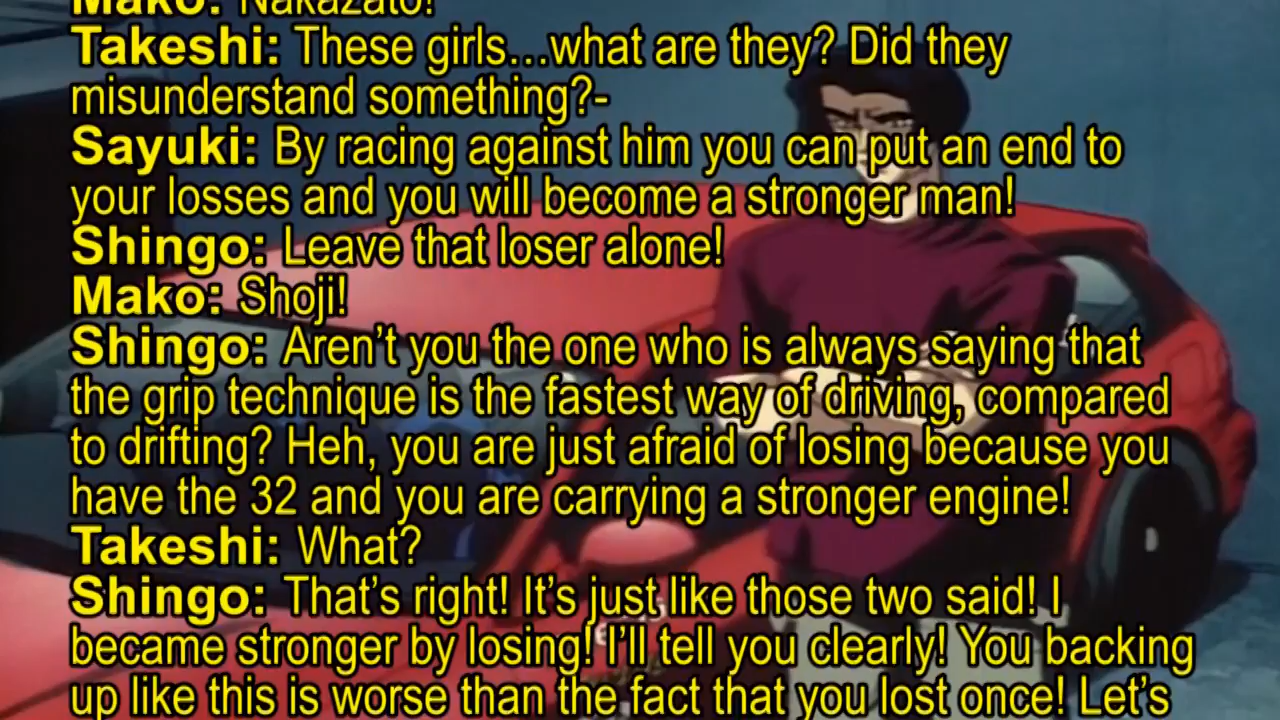 Mako: Nakazato!
Takeshi: These girls…what are they? Did they
misunderstand something?-
Sayuki: By racing against him you can put an end to
your losses and you will become a stronger man!
Shingo: Leave that loser alone!
Mako: Shoji!
Shingo: Aren’t you the one who is always saying that
the grip technique is the fastest way of driving, compared
to drifting? Heh, you are just afraid of losing because you
have the 32 and you are carrying a stronger engine!
Takeshi: What?
Shingo: That’s right! It’s just like those two said! I
became stronger by losing! I’ll tell you clearly! You backing
up like this is worse than the fact that you lost once! Let’s